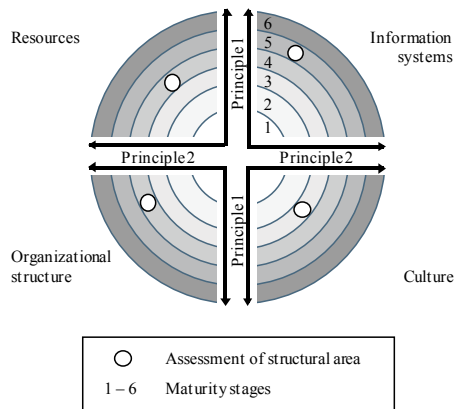 Resources
Information
systems
Principle 1
6
5
4
3
2
1
Principle 2
Principle 2
Principle 1
Organizational
structure
Culture
Assessment of structural area
1 – 6 Maturity stages